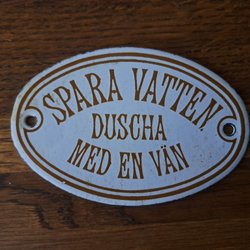 SPARA VATTEN.
DUSCHA
MED EN VÄN